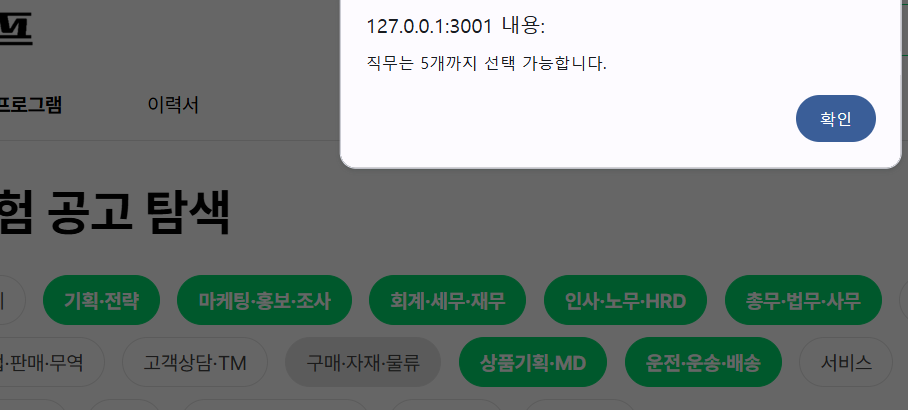 127.0.0.1:3001 내용:
직무는 5개까지 선택 가능합니다.
확인
프로그램 이력서
험 공고 탐색
기획·전략 마케팅·홍보·조사 회계·세무·재무 인사·노무·HRD 총무·법무·사무
·판매·무역 고객상담·TM 구매·자재·물류 상품기획·MD 운전·운송·배송 서비스